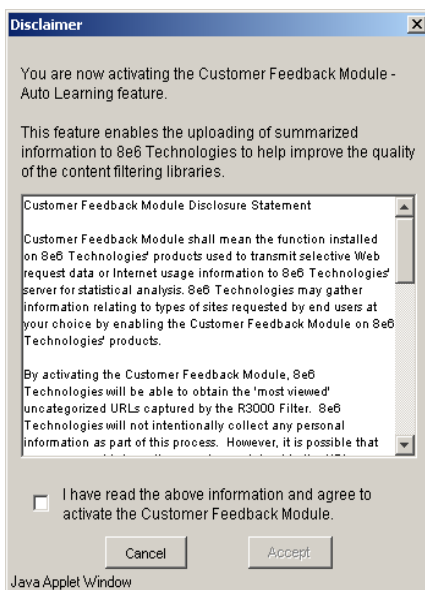 Disclaimer
You are now activating the Customer Feedback Module -
Auto Learning feature.
This feature enables the uploading of summarized
information to 8e6 Technologies to help improve the quality
of the content filtering libraries.
Customer Feedback Module Disclosure Statement
Customer Feedback Module shall mean the function installed
on 8e6 Technologies' products used to transmit selective Web
request data or Internet usage information to 8e6 Technologies'
server for statistical analysis. 8e6 Technologies may gather
information relating to types of sites requested by end users at
your choice by enabling the Customer Feedback Module on 8e6
Technologies' products.
By activating the Customer Feedback Module, 8e6
Technologies will be able to obtain the 'most viewed'
uncategorized URLs captured by the R3000 Filter. 8e6
Technologies will not intentionally collect any personal
information as part of this process. However, it is possible that
I have read the above information and agree to
activate the Customer Feedback Module.
Cancel
Accept
Java Applet Window